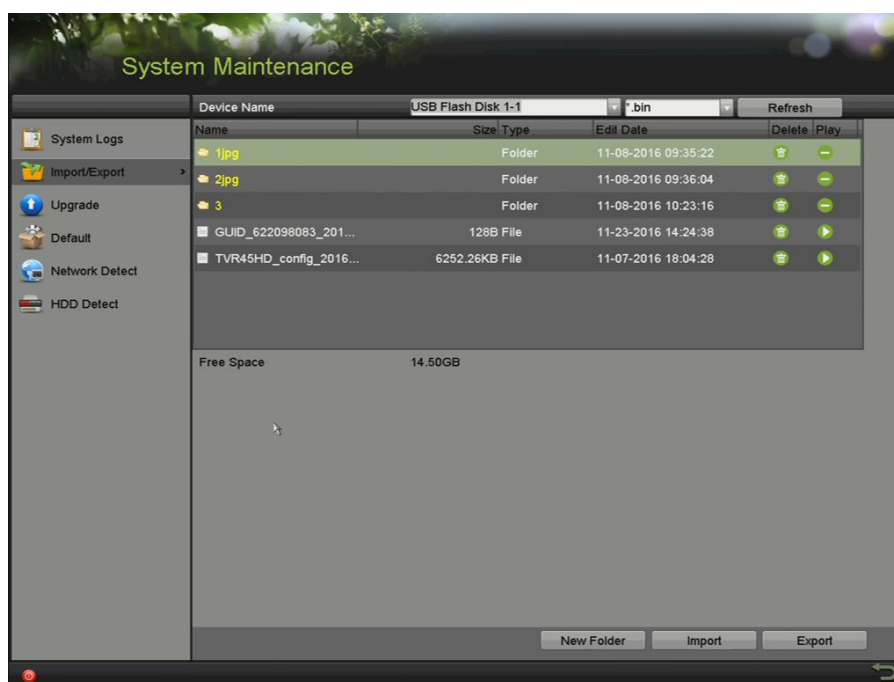 System Maintenance
Device Name USB Flash Disk 1-1 *.bin Refresh
Name Size Type Edit Date Delete Play
System Logs
Import/Export
Upgrade
Default
Network Detect
HDD Detect
1jpg Folder 11-08-2016 09:35:22
2jpg Folder 11-08-2016 09:36:04
3 Folder 11-08-2016 10:23:16
GUID_622098083_201... 128B File 11-23-2016 14:24:38
TVR45HD_config_2016... 6252.26KB File 11-07-2016 18:04:28
Free Space 14.50GB
New Folder Import Export